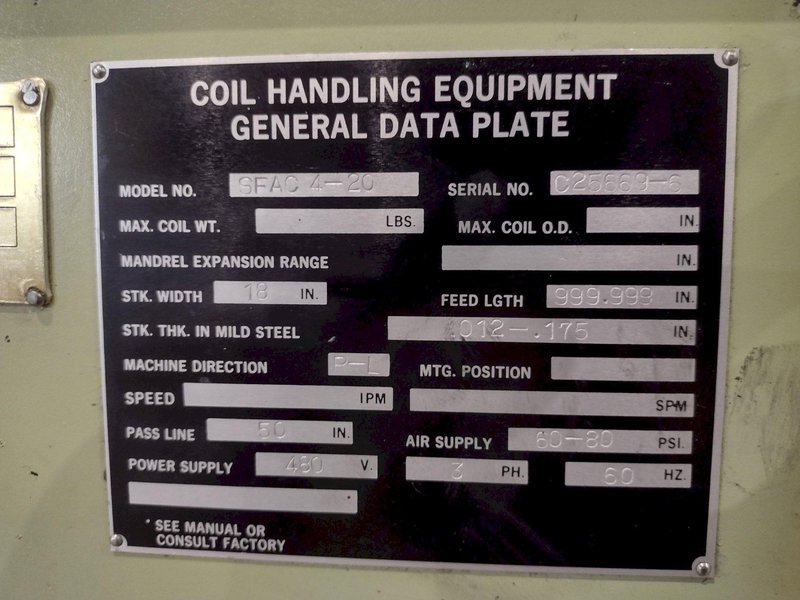 COIL HANDLING EQUIPMENT
GENERAL DATA PLATE
MODEL NO. SFAC 4-20 SERIAL NO. C25669-6
MAX. COIL WT. LBS. MAX. COIL O.D. IN.
MANDREL EXPANSION RANGE IN.
STK. WIDTH 18 IN. FEED LGTH 999.999 IN.
STK. THK. IN MILD STEEL .012-.175 IN.
MACHINE DIRECTION R-L MTG. POSITION
SPEED IPM SPM
PASS LINE 50 IN. AIR SUPPLY 60-80 PSI.
POWER SUPPLY 480 V. 3 PH. 60 HZ.
* SEE MANUAL OR
CONSULT FACTORY